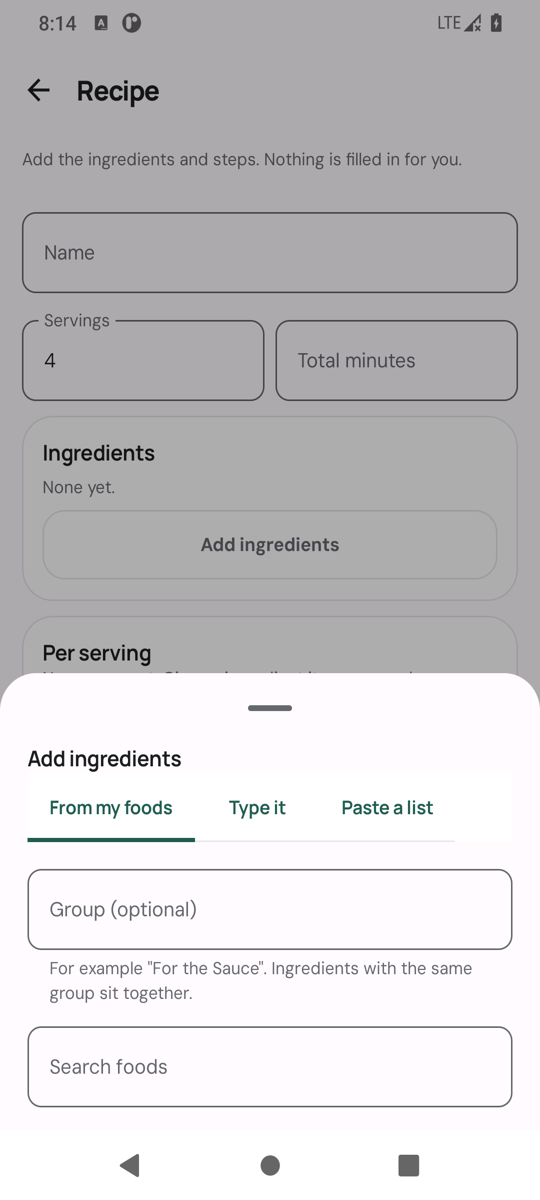 8:14
LTE
Recipe
Add the ingredients and steps. Nothing is filled in for you.
Name
Servings
4
Total minutes
Ingredients
None yet.
Add ingredients
Per serving
Add ingredients
From my foods
Type it
Paste a list
Group (optional)
For example "For the Sauce". Ingredients with the same
group sit together.
Search foods